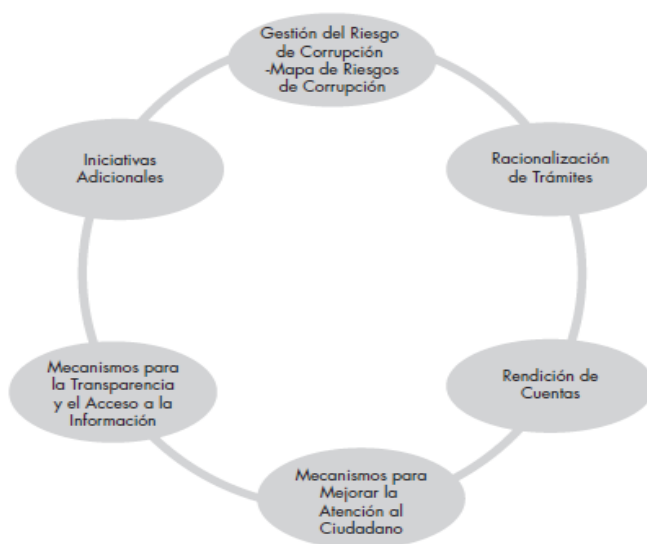 Gestión del Riesgo
de Corrupción
-Mapa de Riesgos
de Corrupción
Racionalización
de Trámites
Rendición de
Cuentas
Mecanismos para
Mejorar la
Atención al
Ciudadano
Mecanismos para
la Transparencia
y el Acceso a la
Información
Iniciativas
Adicionales